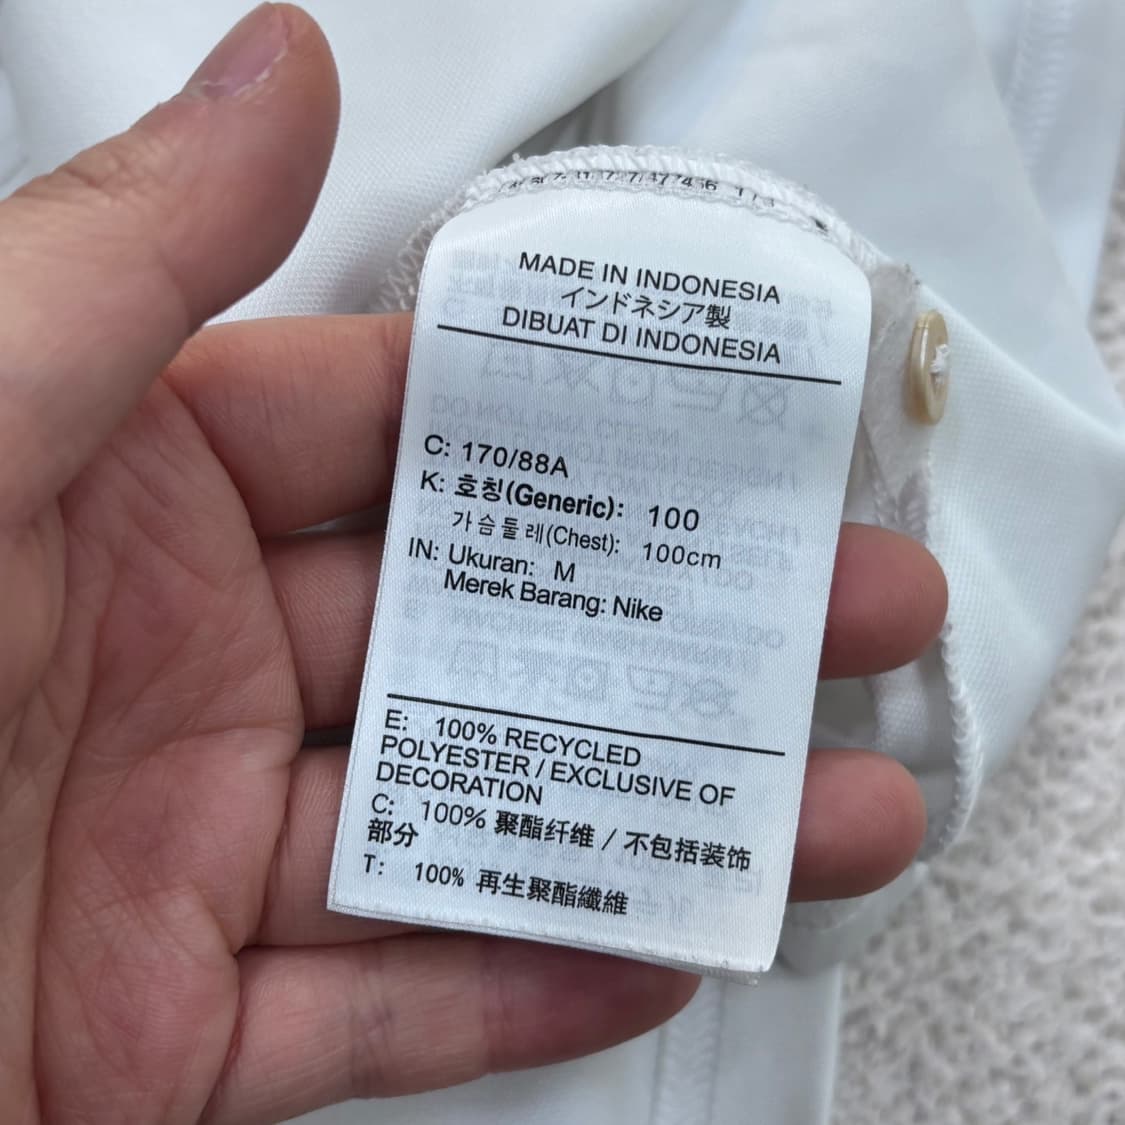 MADE IN INDONESIA
インドネシア製
DIBUAT DI INDONESIA
C: 170/88A
K: 호칭(Generic): 100
가슴둘레(Chest): 100cm
IN: Ukuran: M
Merek Barang: Nike
E: 100% RECYCLED
POLYESTER / EXCLUSIVE OF
DECORATION
C: 100% 聚酯纤维 / 不包括装饰
部分
T: 100% 再生聚酯纖維